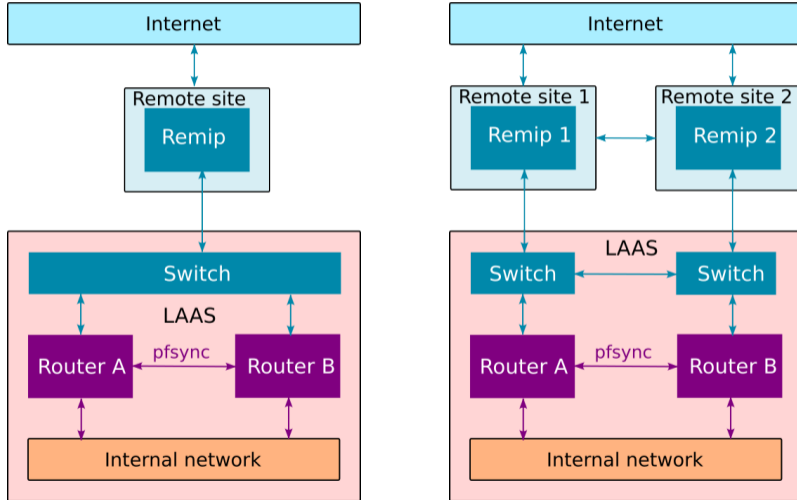 Internet
Remote site
Remip
Switch
LAAS
Router A
pfsync
Router B
Internal network
Internet
Remote site 1
Remip 1
Remote site 2
Remip 2
LAAS
Switch
Switch
Router A
pfsync
Router B
Internal network